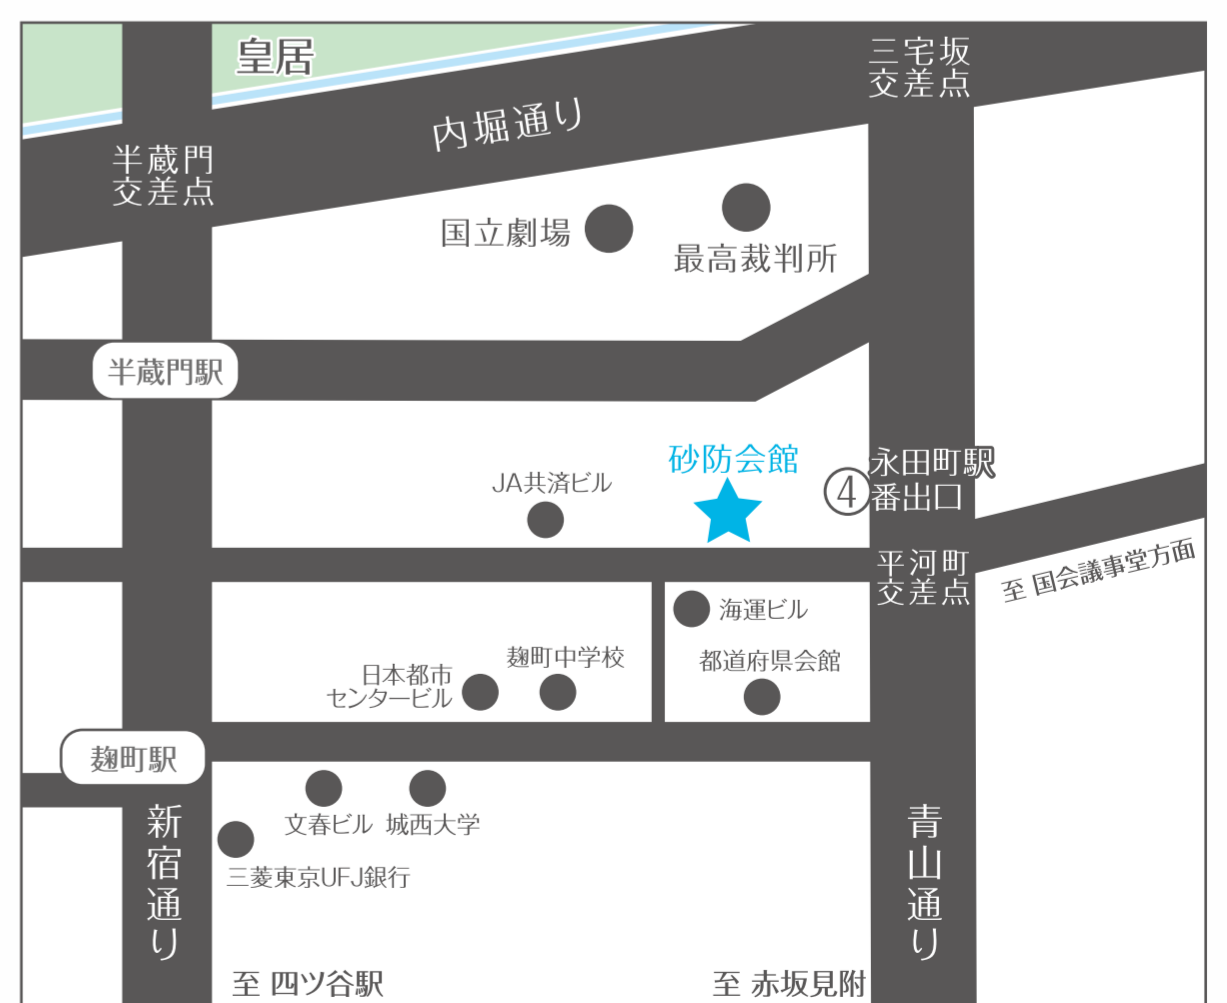 皇居
三宅坂
交差点
内堀通り
半蔵門
交差点
国立劇場
最高裁判所
半蔵門駅
砂防会館
JA共済ビル
永田町駅
④番出口
平河町
交差点
至 国会議事堂方面
海運ビル
麹町中学校
都道府県会館
日本都市
センタービル
麹町駅
文春ビル
城西大学
三菱東京UFJ銀行
新宿通り
青山通り
至 四ツ谷駅
至 赤坂見附